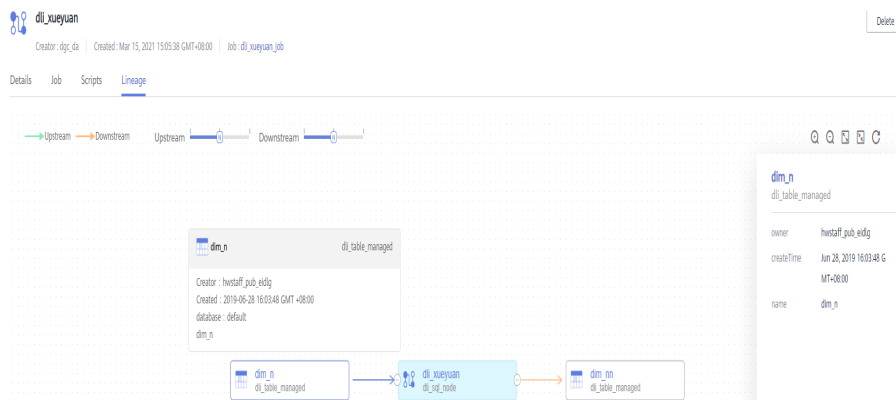 dli_xueyuan
Delete
Creator : dgc_da
Created : Mar 15, 2021 15:05:38 GMT+08:00
Job : dli_xueyuan_job
Details Job Scripts Lineage
Upstream Downstream Upstream Downstream
dim_n
dli_table_managed
owner hwstaff_pub_eidlg
createTime Jun 28, 2019 16:03:48 G
MT+08:00
name dim_n
dim_n dli_table_managed
Creator : hwstaff_pub_eidlg
Created : 2019-06-28 16:03:48 GMT +08:00
database : default
dim_n
dim_n
dli_table_managed
dli_xueyuan
dli_sql_node
dim_nn
dli_table_managed